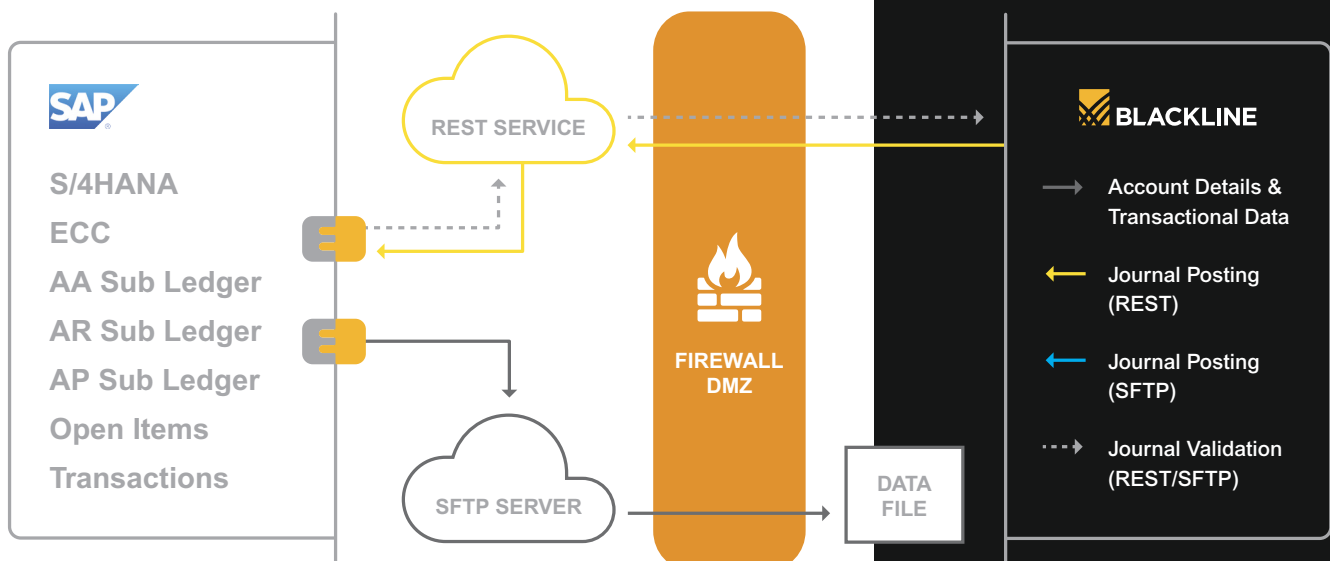 SAP
®
S/4HANA
ECC
AA Sub Ledger
AR Sub Ledger
AP Sub Ledger
Open Items
Transactions
REST SERVICE
SFTP SERVER
FIREWALL
DMZ
DATA
FILE
BLACKLINE
Account Details &
Transactional Data
Journal Posting
(REST)
Journal Posting
(SFTP)
Journal Validation
(REST/SFTP)